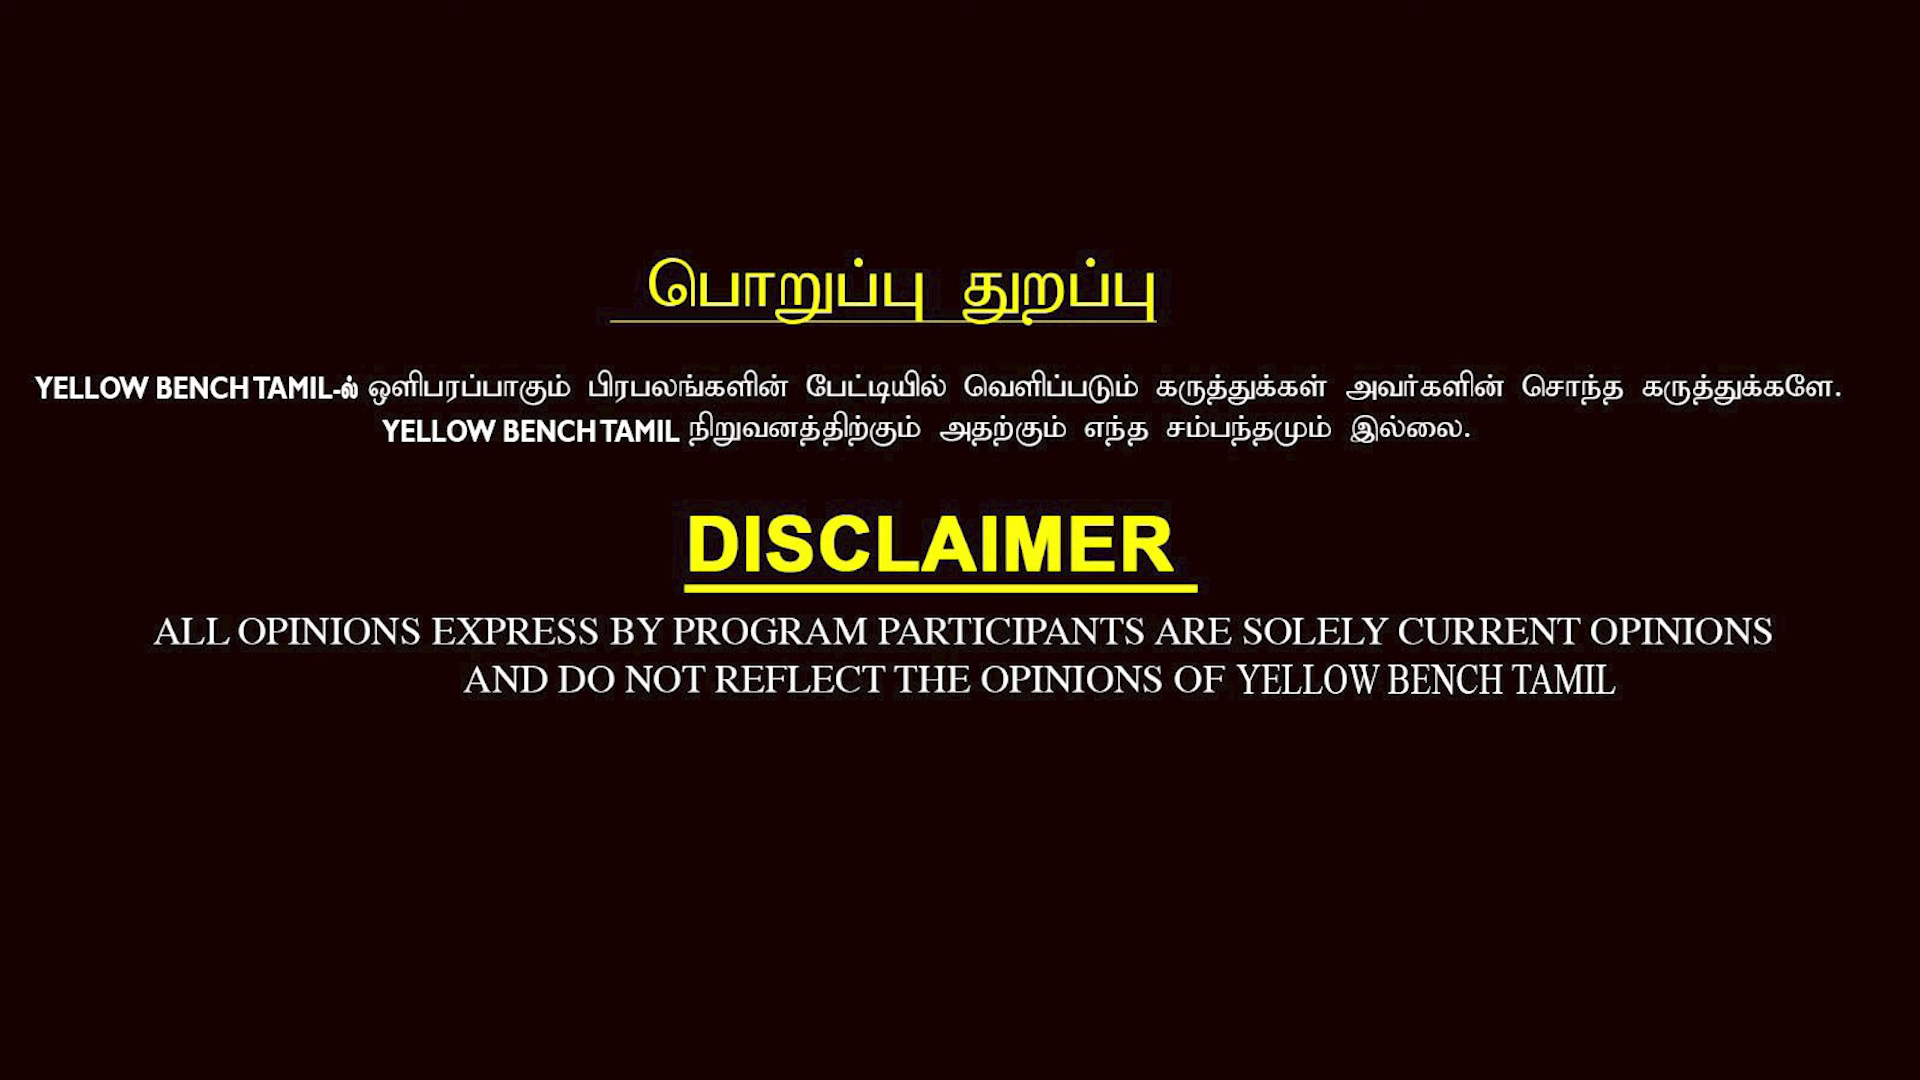 பொறுப்பு துறப்பு
YELLOW BENCH TAMIL-ல் ஒளிபரப்பாகும் பிரபலங்களின் பேட்டியில் வெளிப்படும் கருத்துக்கள் அவர்களின் சொந்த கருத்துக்களே.
YELLOW BENCH TAMIL நிறுவனத்திற்கும் அதற்கும் எந்த சம்பந்தமும் இல்லை.
DISCLAIMER
ALL OPINIONS EXPRESS BY PROGRAM PARTICIPANTS ARE SOLELY CURRENT OPINIONS
AND DO NOT REFLECT THE OPINIONS OF YELLOW BENCH TAMIL